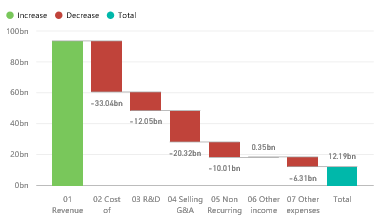 Increase Decrease Total
100bn
80bn
60bn
40bn
20bn
0bn
-33.04bn
-12.05bn
-20.32bn
-10.01bn
0.35bn
-6.31bn
12.19bn
01 Revenue
02 Cost of
03 R&D
04 Selling G&A
05 Non Recurring
06 Other income
07 Other expenses
Total